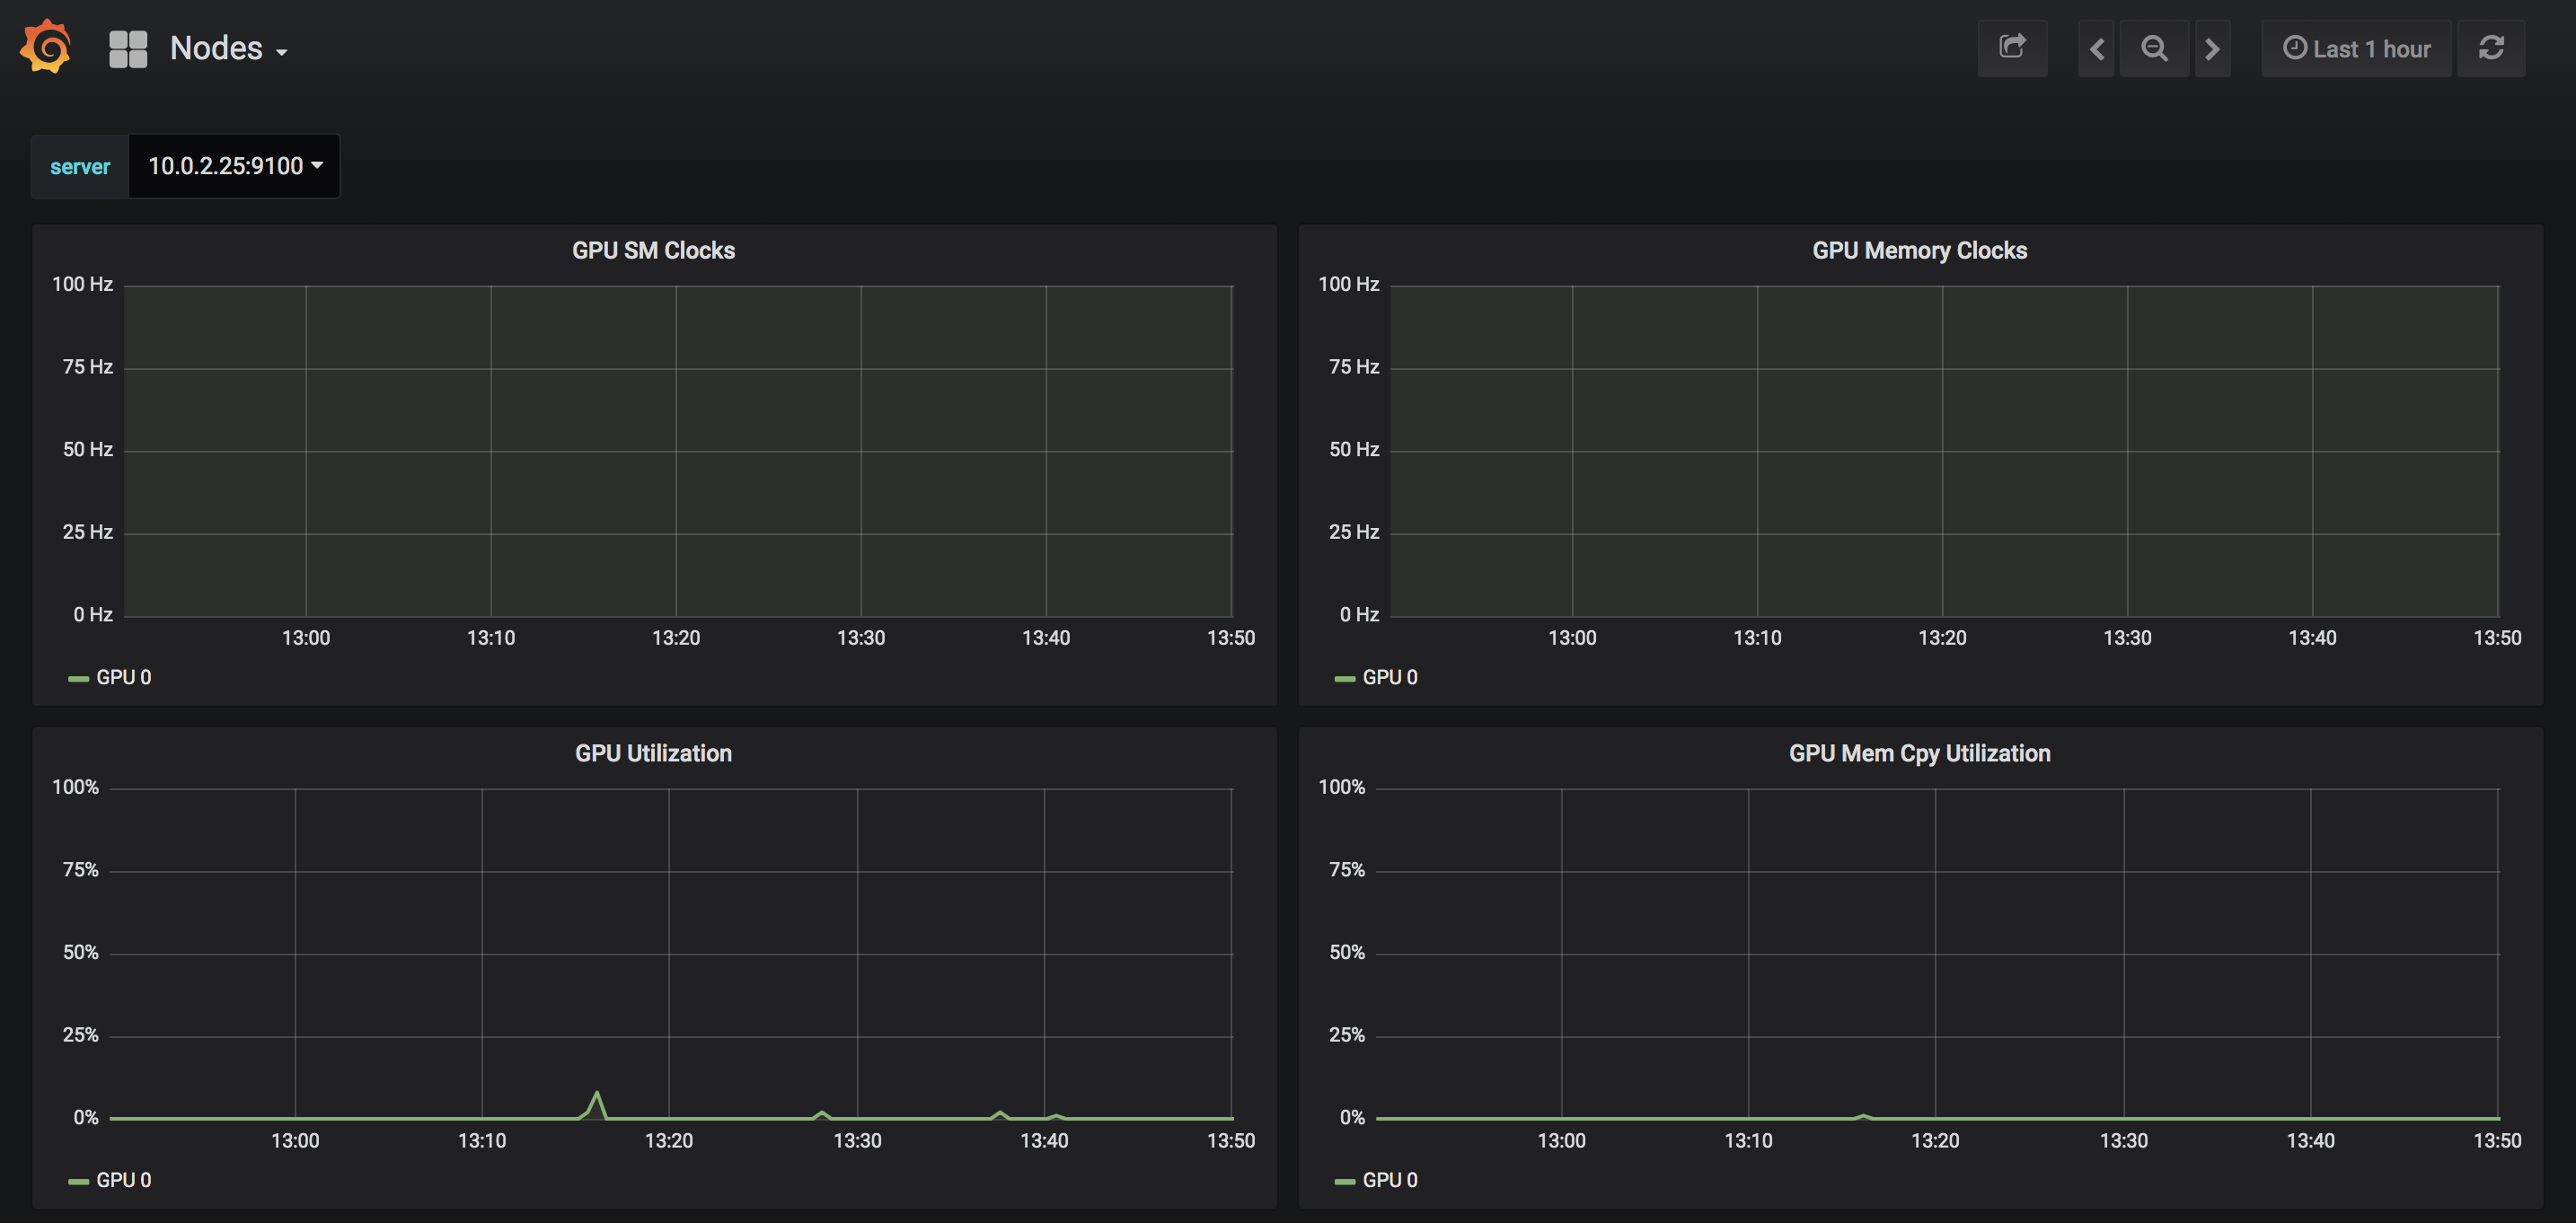 Nodes
Last 1 hour
server 10.0.2.25:9100
GPU SM Clocks
100 Hz
75 Hz
50 Hz
25 Hz
0 Hz
13:00 13:10 13:20 13:30 13:40 13:50
GPU 0
GPU Memory Clocks
100 Hz
75 Hz
50 Hz
25 Hz
0 Hz
13:00 13:10 13:20 13:30 13:40 13:50
GPU 0
GPU Utilization
100%
75%
50%
25%
0%
13:00 13:10 13:20 13:30 13:40 13:50
GPU 0
GPU Mem Cpy Utilization
100%
75%
50%
25%
0%
13:00 13:10 13:20 13:30 13:40 13:50
GPU 0